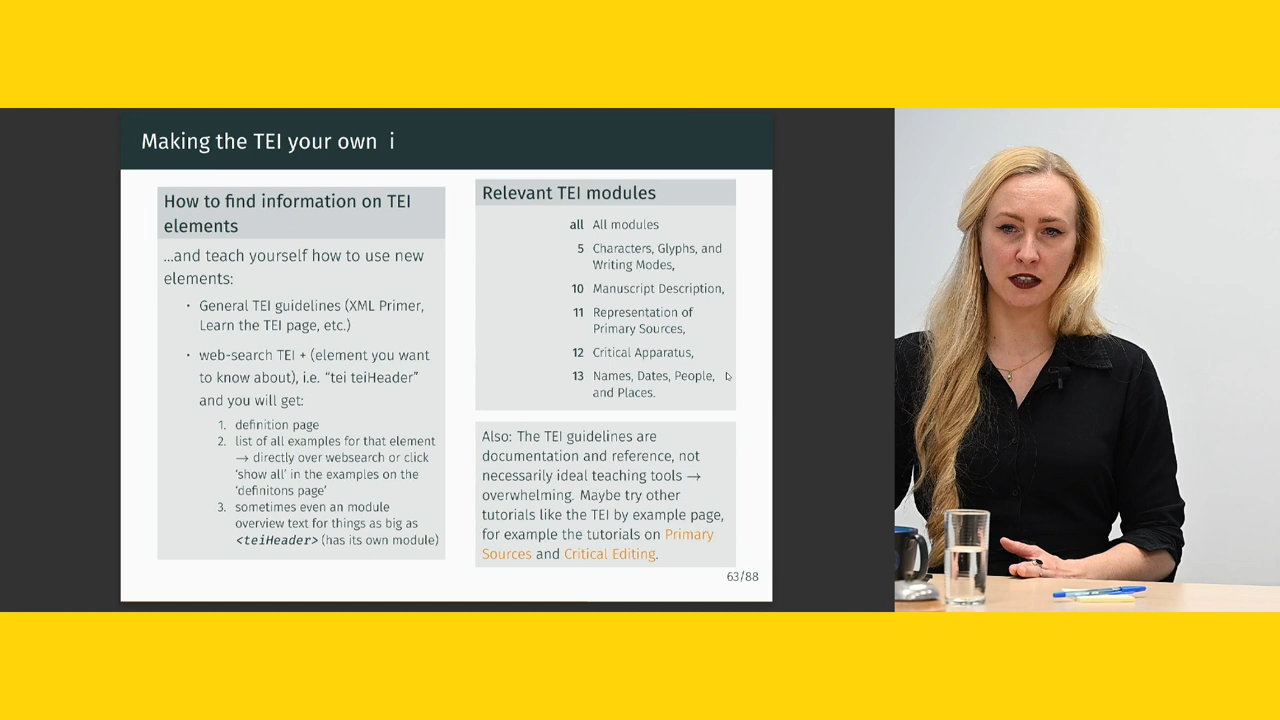 Making the TEI your own i
How to find information on TEI
elements
...and teach yourself how to use new
elements:
· General TEI guidelines (XML Primer,
Learn the TEI page, etc.)
· web-search TEI + (element you want
to know about), i.e. “tei teiHeader”
and you will get:
1. definition page
2. list of all examples for that element
→ directly over websearch or click
‘show all’ in the examples on the
‘definitons page’
3. sometimes even an module
overview text for things as big as
<teiHeader> (has its own module)
Relevant TEI modules
all All modules
5 Characters, Glyphs, and
Writing Modes,
10 Manuscript Description,
11 Representation of
Primary Sources,
12 Critical Apparatus,
13 Names, Dates, People,
and Places.
Also: The TEI guidelines are
documentation and reference, not
necessarily ideal teaching tools →
overwhelming. Maybe try other
tutorials like the TEI by example page,
for example the tutorials on Primary
Sources and Critical Editing.
63/88